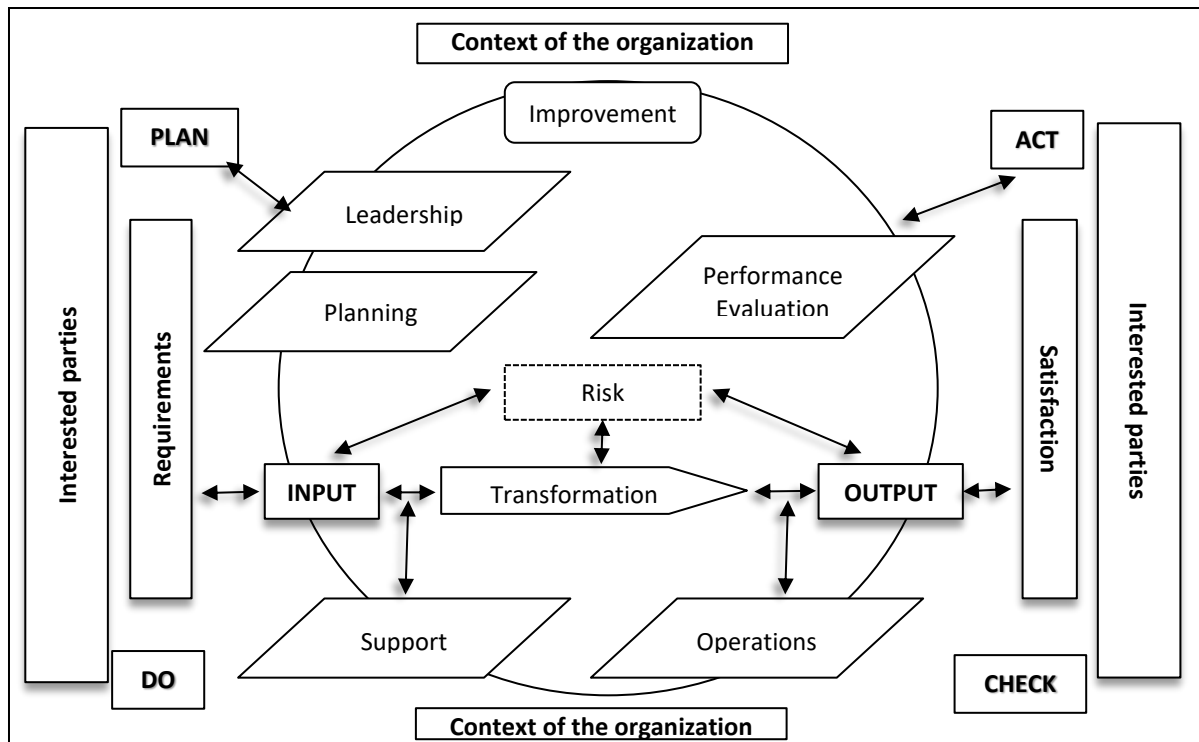 Context of the organization
Improvement
PLAN
ACT
Leadership
Performance
Evaluation
Planning
Interested parties
Requirements
Satisfaction
Interested parties
Risk
INPUT
Transformation
OUTPUT
Support
Operations
DO
CHECK
Context of the organization